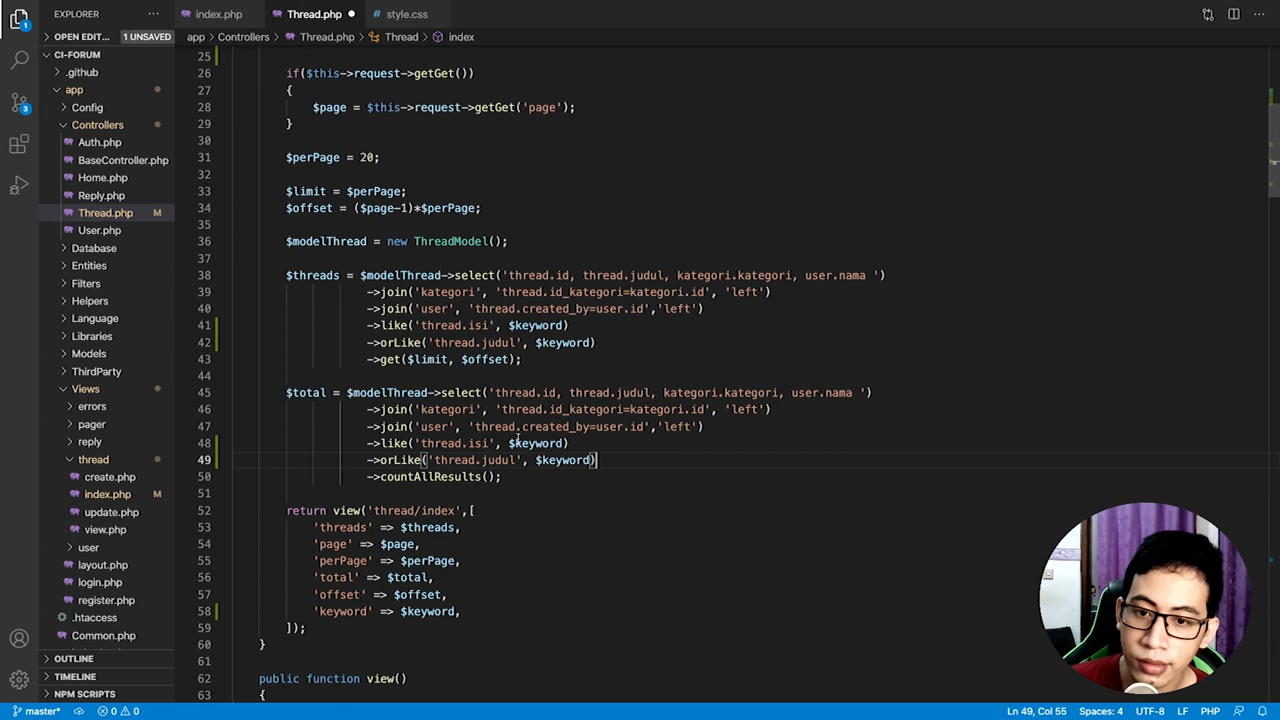 EXPLORER
index.php
Thread.php
style.css
OPEN EDIT...
1 UNSAVED
app
Controllers
Thread.php
Thread
index
CI-FORUM
.github
app
Config
Controllers
Auth.php
BaseController.php
Home.php
Reply.php
Thread.php M
User.php
Database
Entities
Filters
Helpers
Language
Libraries
Models
ThirdParty
Views
errors
pager
reply
thread
create.php
index.php M
update.php
view.php
user
layout.php
login.php
register.php
.htaccess
Common.php
OUTLINE
TIMELINE
NPM SCRIPTS
1
3
25
26 if($this->request->getGet())
27 {
28 $page = $this->request->getGet('page');
29 }
30
31 $perPage = 20;
32
33 $limit = $perPage;
34 $offset = ($page-1)*$perPage;
35
36 $modelThread = new ThreadModel();
37
38 $threads = $modelThread->select('thread.id, thread.judul, kategori.kategori, user.nama ')
39 ->join('kategori', 'thread.id_kategori=kategori.id', 'left')
40 ->join('user', 'thread.created_by=user.id','left')
41 ->like('thread.isi', $keyword)
42 ->orLike('thread.judul', $keyword)
43 ->get($limit, $offset);
44
45 $total = $modelThread->select('thread.id, thread.judul, kategori.kategori, user.nama ')
46 ->join('kategori', 'thread.id_kategori=kategori.id', 'left')
47 ->join('user', 'thread.created_by=user.id','left')
48 ->like('thread.isi', $keyword)
49 ->orLike('thread.judul', $keyword)
50 ->countAllResults();
51
52 return view('thread/index',[
53 'threads' => $threads,
54 'page' => $page,
55 'perPage' => $perPage,
56 'total' => $total,
57 'offset' => $offset,
58 'keyword' => $keyword,
59 ]);
60 }
61
62 public function view()
63 {
master*
0
0
Ln 49, Col 55
Spaces: 4
UTF-8
LF
PHP